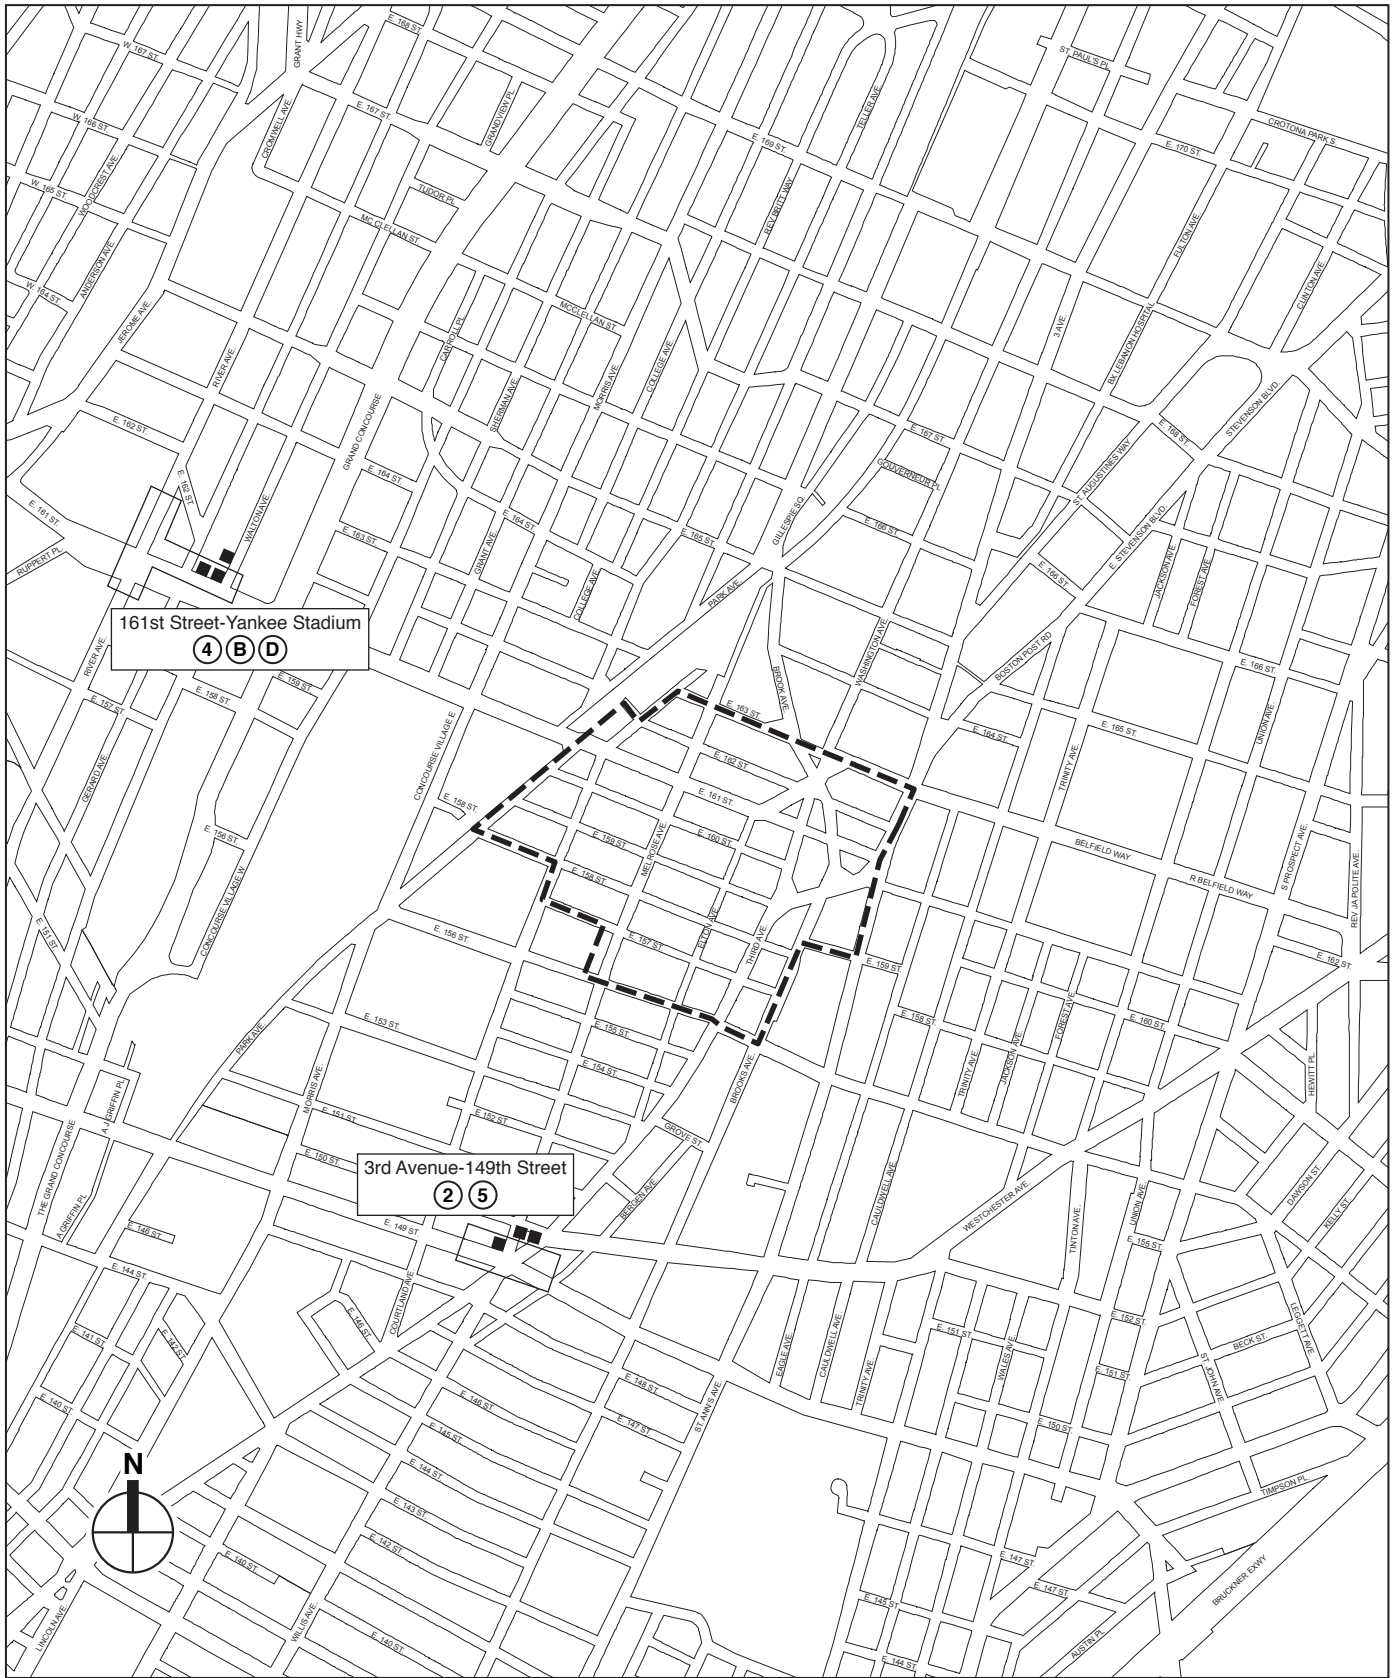 E. 168 ST.
GRANT HWY
W. 167 ST.
ST. PAUL'S PL.
TELLER AVE.
GRANDVIEW PL.
E. 167 ST.
W. 166 ST.
CROMWELL AVE.
CROTONA PARK S.
E. 169 ST.
E. 170 ST.
WOODCREST AVE.
W. 165 ST.
TUDOR PL.
REV BRITT WAY
MC CLELLAN ST.
FULTON AVE.
ANDERSON AVE.
W. 164 ST.
CLINTON AVE.
JEROME AVE.
MCCLELLAN ST.
CARROLL PL.
3 AVE.
BX LEBANON HOSPITAL
RIVER AVE.
COLLEGE AVE.
MORRIS AVE.
SHERMAN AVE.
GRAND CONCOURSE
STEVENSON BLVD.
E. 162 ST.
E. 167 ST.
E. 168 ST.
E. 164 ST.
GOUVERNEUR PL.
ST. AUGUSTINES WAY
E. 162 ST.
WALTON AVE.
E. 161 ST.
E. 164 ST.
GILLESPIE SQ.
E. 166 ST.
E. 163 ST.
E. 165 ST.
GRANT AVE
E. STEVENSON BLVD
RUPPERT PL.
E. 166 ST.
JACKSON AVE.
FOREST AVE.
COLLEGE AVE.
PARK AVE.
161st Street-Yankee Stadium
4 B D
WASHINGTON AVE.
BOSTON POST RD
RIVER AVE.
E. 166 ST.
E. 159 ST.
BROOK AVE.
E. 158 ST.
E. 157 ST.
E. 163 ST.
UNION AVE.
CONCOURSE VILLAGE E
E. 164 ST.
E. 165 ST.
TRINITY AVE.
GERARD AVE.
E. 162 ST.
E. 161 ST.
E. 158 ST.
E. 156 ST.
E. 159 ST.
MELROSE AVE.
E. 160 ST.
BELFIELD WAY
S PROSPECT AVE.
R BELFIELD WAY
REV JA POLITE AVE.
E. 158 ST.
CONCOURSE VILLAGE W
E. 151 ST.
E. 156 ST.
E. 157 ST.
ELTON AVE.
THIRD AVE.
E. 159 ST.
E. 162 ST.
E. 153 ST.
E. 155 ST.
E. 158 ST.
FOREST AVE.
E. 160 ST.
PARK AVE.
E. 154 ST.
BROOKS AVE.
TRINITY AVE.
JACKSON AVE.
HEWITT PL.
MORRIS AVE.
A J GRIFFIN PL
E. 151 ST.
E. 152 ST.
GROVE ST.
THE GRAND CONCOURSE
E. 150 ST.
3rd Avenue-149th Street
2 5
CAULDWELL AVE.
BERGEN AVE.
WESTCHESTER AVE.
DAWSON ST.
KELLY ST.
A GRIFFIN PL
E. 146 ST.
E. 149 ST.
TINTON AVE.
UNION AVE.
E. 155 ST.
E. 144 ST.
COURTLAND AVE.
E. 146 ST.
E. 141 ST.
E. 142 ST.
EAGLE AVE.
CAULDWELL AVE.
TRINITY AVE.
E. 151 ST.
WALES AVE.
E. 152 ST.
BECK ST.
LEGGETT AVE.
E. 151 ST.
ST. JOHN AVE.
E. 140 ST.
E. 148 ST.
E. 146 ST.
E. 147 ST.
ST. ANN'S AVE.
E. 145 ST.
E. 150 ST.
N
E. 144 ST.
TIMPSON PL.
E. 143 ST.
E. 142 ST.
E. 140 ST.
E. 147 ST.
E. 147 ST.
E. 145 ST.
BRUCKNER EXWY
LINCOLN AVE.
WILLIS AVE.
E. 140 ST.
AUSTIN PL.
E. 144 ST.